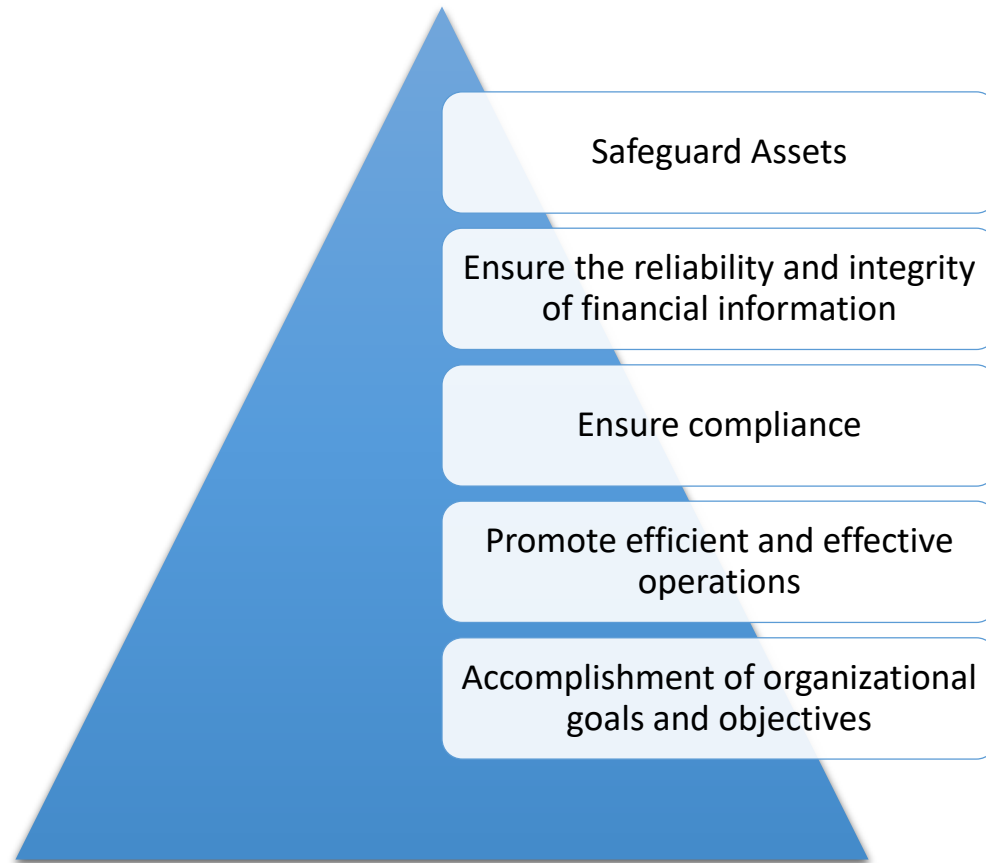 Safeguard Assets
Ensure the reliability and integrity
of financial information
Ensure compliance
Promote efficient and effective
operations
Accomplishment of organizational
goals and objectives